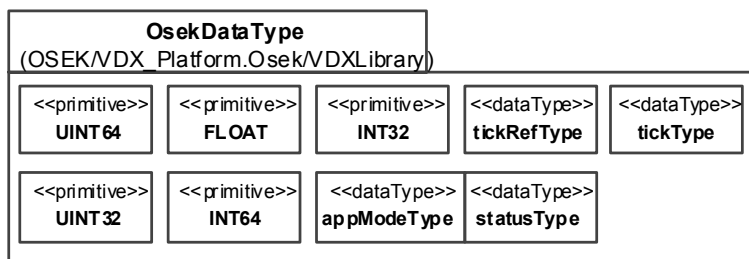 OsekDataType
(OSEK/VDX_Platform.Osek/VDXLibrary)
<<primitive>> <<primitive>> <<primitive>> <<dataType>> <<dataType>>
UINT64 FLOAT INT32 tickRefType tickType
<<primitive>> <<primitive>> <<dataType>> <<dataType>>
UINT32 INT64 appModeType statusType